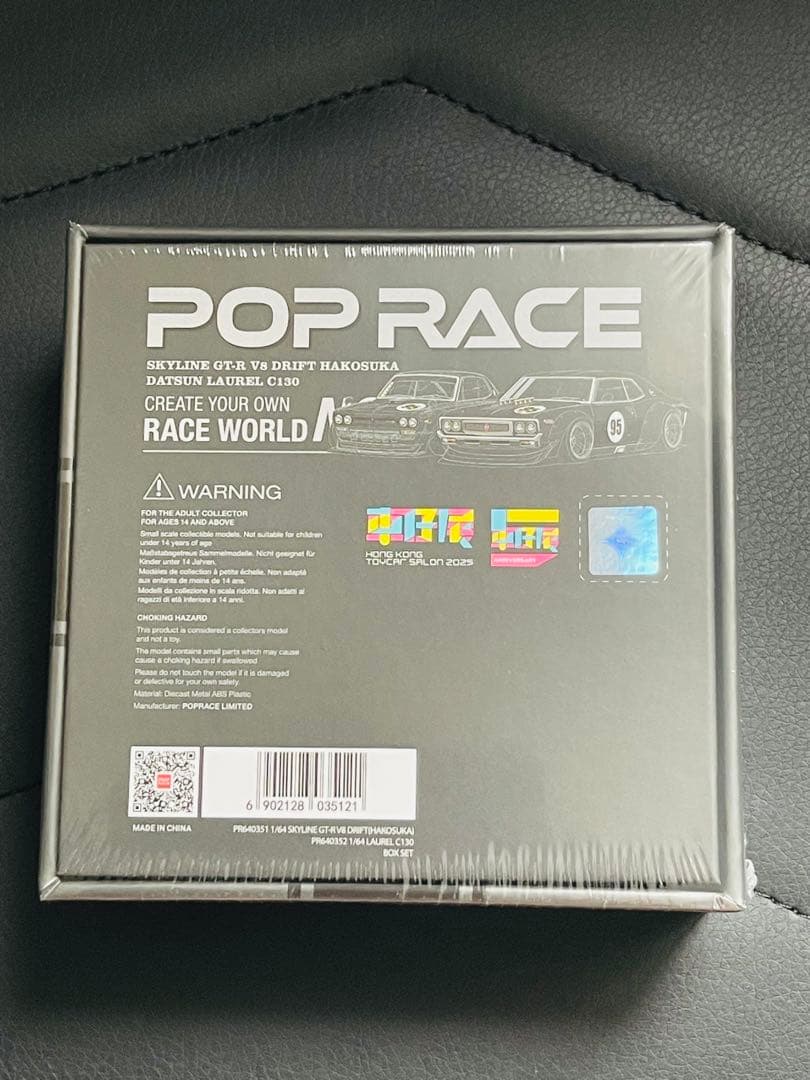 POP RACE
SKYLINE GT-R V8 DRIFT HAKOSUKA
DATSUN LAUREL C130
CREATE YOUR OWN
RACE WORLD
95
WARNING
FOR THE ADULT COLLECTOR
FOR AGES 14 AND ABOVE
Small scale collectible models. Not suitable for children
under 14 years of age
Maßstabsgetreue Sammelmodelle. Nicht geeignet für
Kinder unter 14 Jahren.
Modèles de collection à petite échelle. Non adapté
aux enfants de moins de 14 ans.
Modelli da collezione in scala ridotta. Non adatti ai
ragazzi di età inferiore a 14 anni.
HONG KONG
TOYCAR SALON 2025
ANNIVERSARY
CHOKING HAZARD
This product is considered a collectors model
and not a toy.
The model contains small parts which may cause
cause a choking hazard if swallowed
Please do not touch the model if it is damaged
or defective for your own safety.
Material: Diecast Metal ABS Plastic
Manufacturer: POPRACE LIMITED
6 902128 035121
MADE IN CHINA
PR640351 1/64 SKYLINE GT-R V8 DRIFT(HAKOSUKA)
PR640352 1/64 LAUREL C130
BOX SET